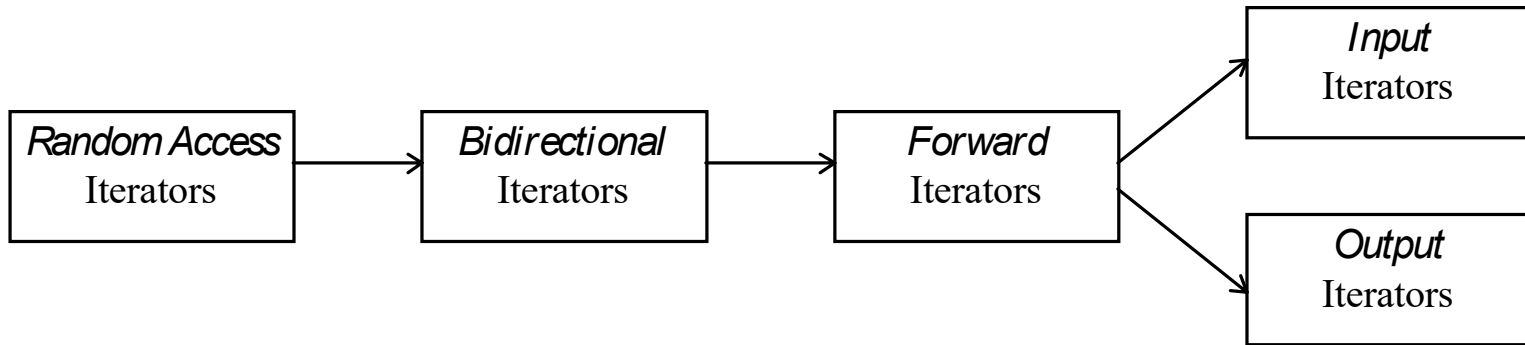 Random Access
Iterators
Bidirectional
Iterators
Forward
Iterators
Input
Iterators
Output
Iterators